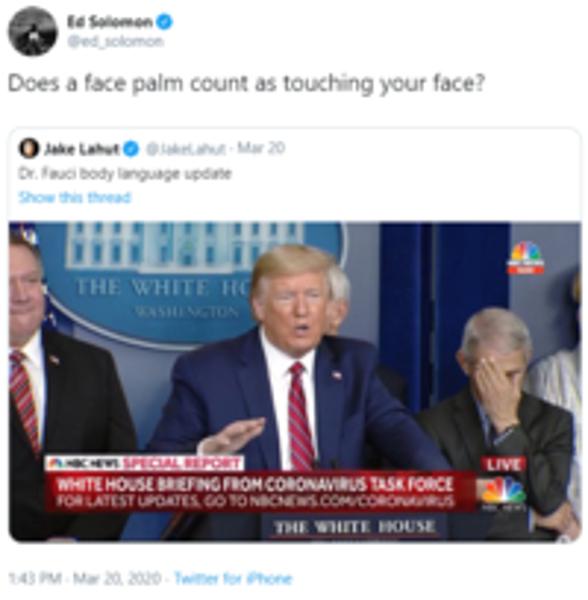 Ed Solomon
@ed_solomon
Does a face palm count as touching your face?
Jake Lahut @JakeLahut · Mar 20
Dr. Fauci body language update
Show this thread
THE WHITE HO
WASHINGTON
NBC NEWS
NBC NEWS SPECIAL REPORT
LIVE
WHITE HOUSE BRIEFING FROM CORONAVIRUS TASK FORCE
FOR LATEST UPDATES, GO TO NBCNEWS.COM/CORONAVIRUS
NBC NEWS
THE WHITE HOUSE
1:43 PM · Mar 20, 2020 · Twitter for iPhone